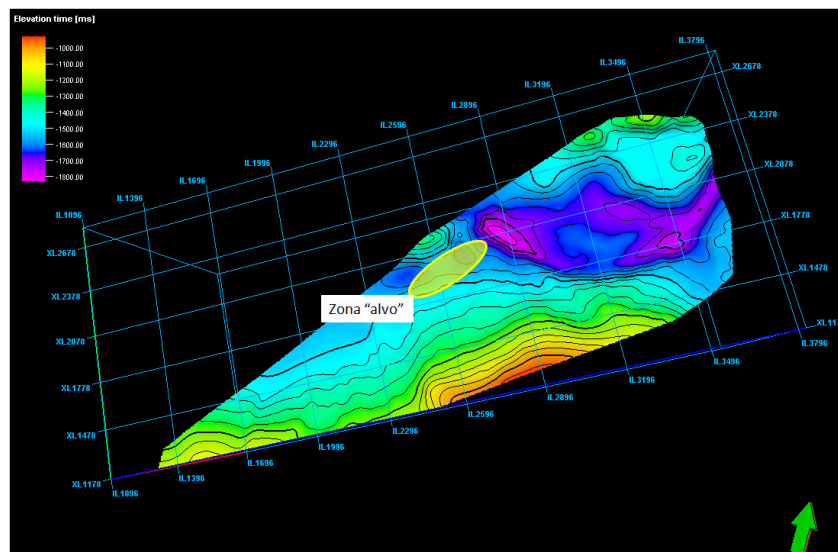 Elevation time [ms]
-1000.00
-1100.00
-1200.00
-1300.00
-1400.00
-1500.00
-1600.00
-1700.00
-1800.00
IL3796
XL2678
IL3496
IL3196
IL2896
XL2378
IL2596
IL2296
XL2078
IL1996
IL1696
IL1396
XL1778
IL1096
XL2678
XL1478
XL2378
Zona “alvo”
XL117
IL3796
XL2078
IL3496
IL3196
XL1778
IL2896
IL2596
XL1478
IL2296
IL1996
IL1696
IL1396
XL1178
IL1096